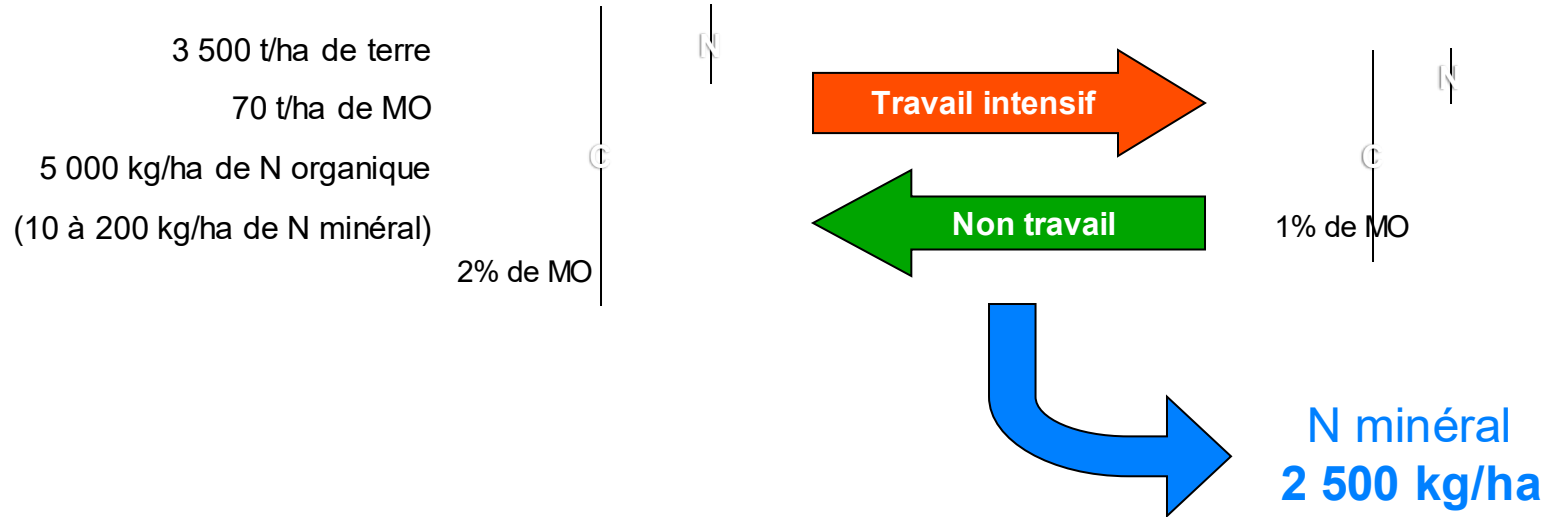 3 500 t/ha de terre
70 t/ha de MO
5 000 kg/ha de N organique
(10 à 200 kg/ha de N minéral)
2% de MO
C
N
Travail intensif
Non travail
C
N
1% de MO
N minéral
2 500 kg/ha